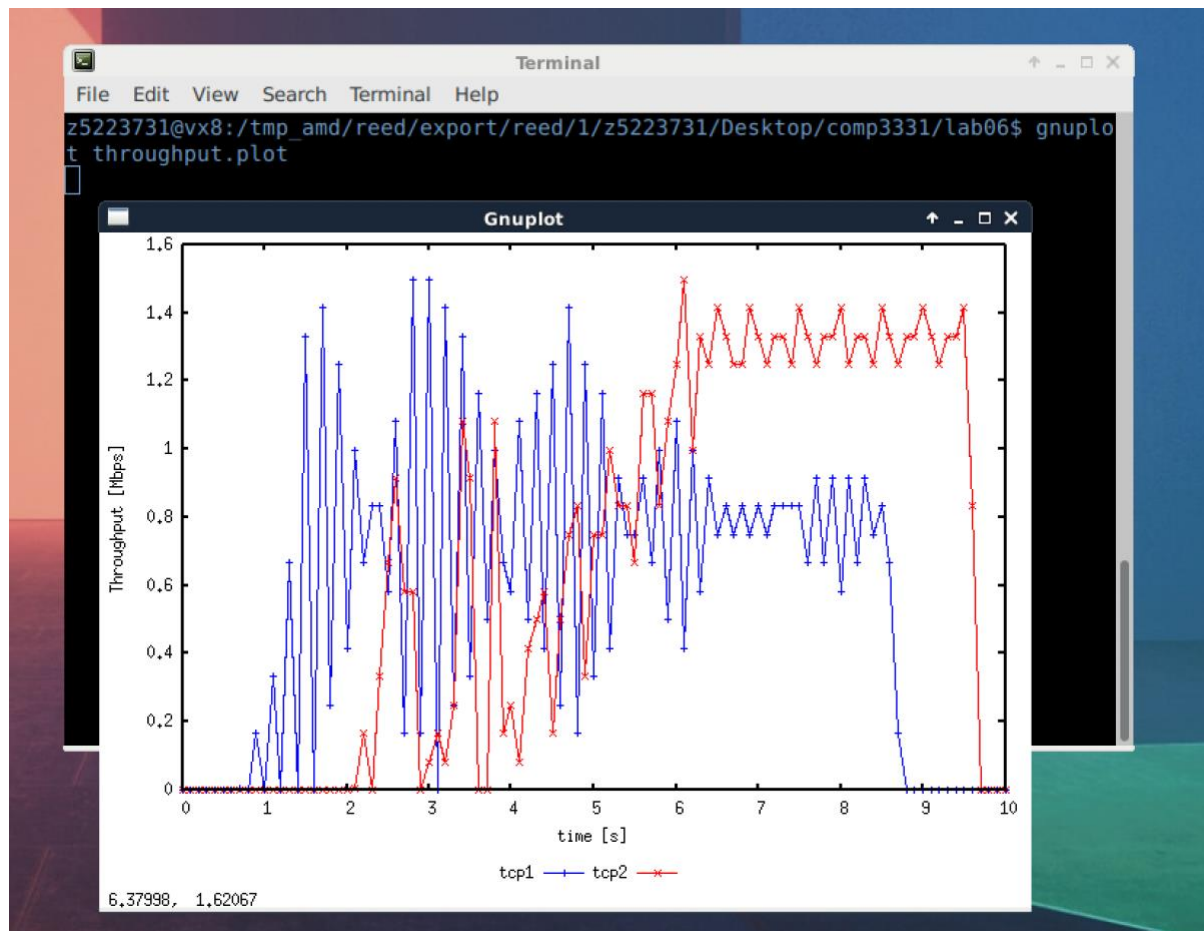 Terminal
File Edit View Search Terminal Help
z5223731@vx8:/tmp_amd/reed/export/reed/1/z5223731/Desktop/comp3331/lab06$ gnuplo
t throughput.plot
Gnuplot
1.6
1.4
1.2
1
0.8
0.6
0.4
0.2
0
Throughput [Mbps]
0 1 2 3 4 5 6 7 8 9 10
time [s]
tcp1 tcp2
6.37998, 1.62067